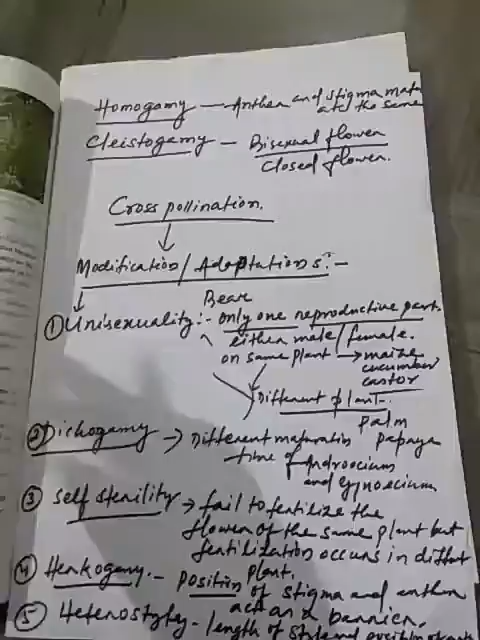 Homogamy — Anther and stigma mature
at the same
Cleistogamy — Bisexual flower
Closed flower.
Cross pollination.
↓
Modification/Adaptations:-
↓ Bear
① Unisexuality:- only one reproductive part.
either male/female.
on same plant → maize
cucumber
castor
Different plant-
palm
papaya
② Dichogamy → Different maturation
time of Androecium
and Gynoecium
③ Self sterility → fail to fertilize the
flower of the same plant but
fertilization occurs in diffent
plant.
④ Herkogamy.- position of stigma and anther
act and barrier.
⑤ Heterostyly - length of style and